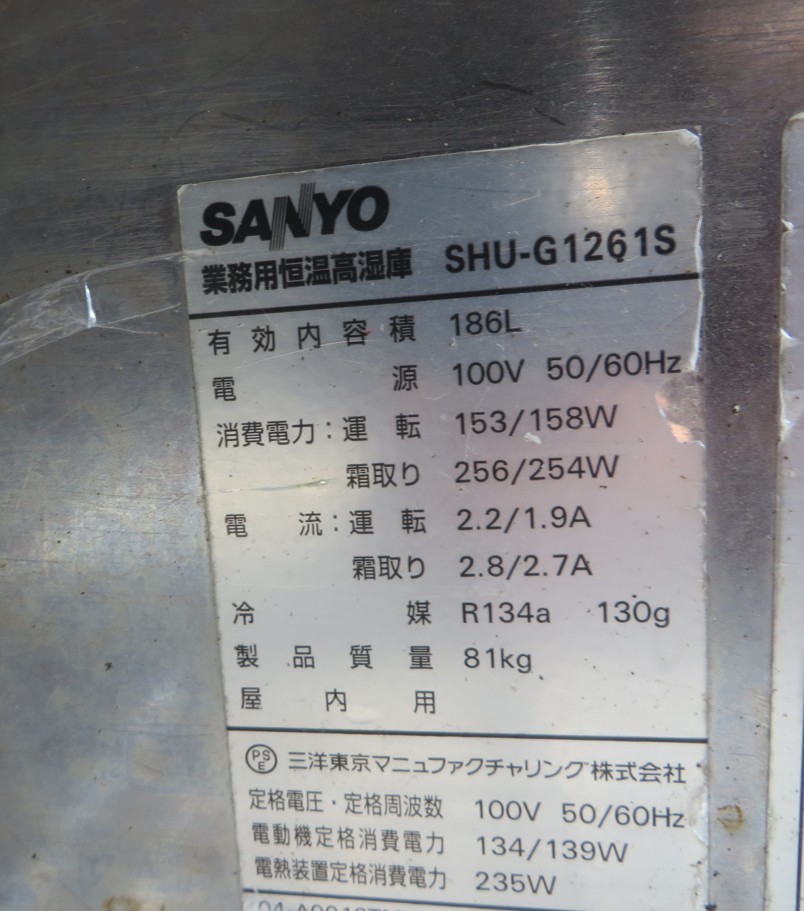 SANYO
業務用恒温高湿庫 SHU-G1261S
有効内容積 186L
電源 100V 50/60Hz
消費電力：運転 153/158W
霜取り 256/254W
電流：運転 2.2/1.9A
霜取り 2.8/2.7A
冷媒 R134a 130g
製品質量 81kg
屋内用
PSE 三洋東京マニュファクチャリング株式会社
定格電圧・定格周波数 100V 50/60Hz
電動機定格消費電力 134/139W
電熱装置定格消費電力 235W